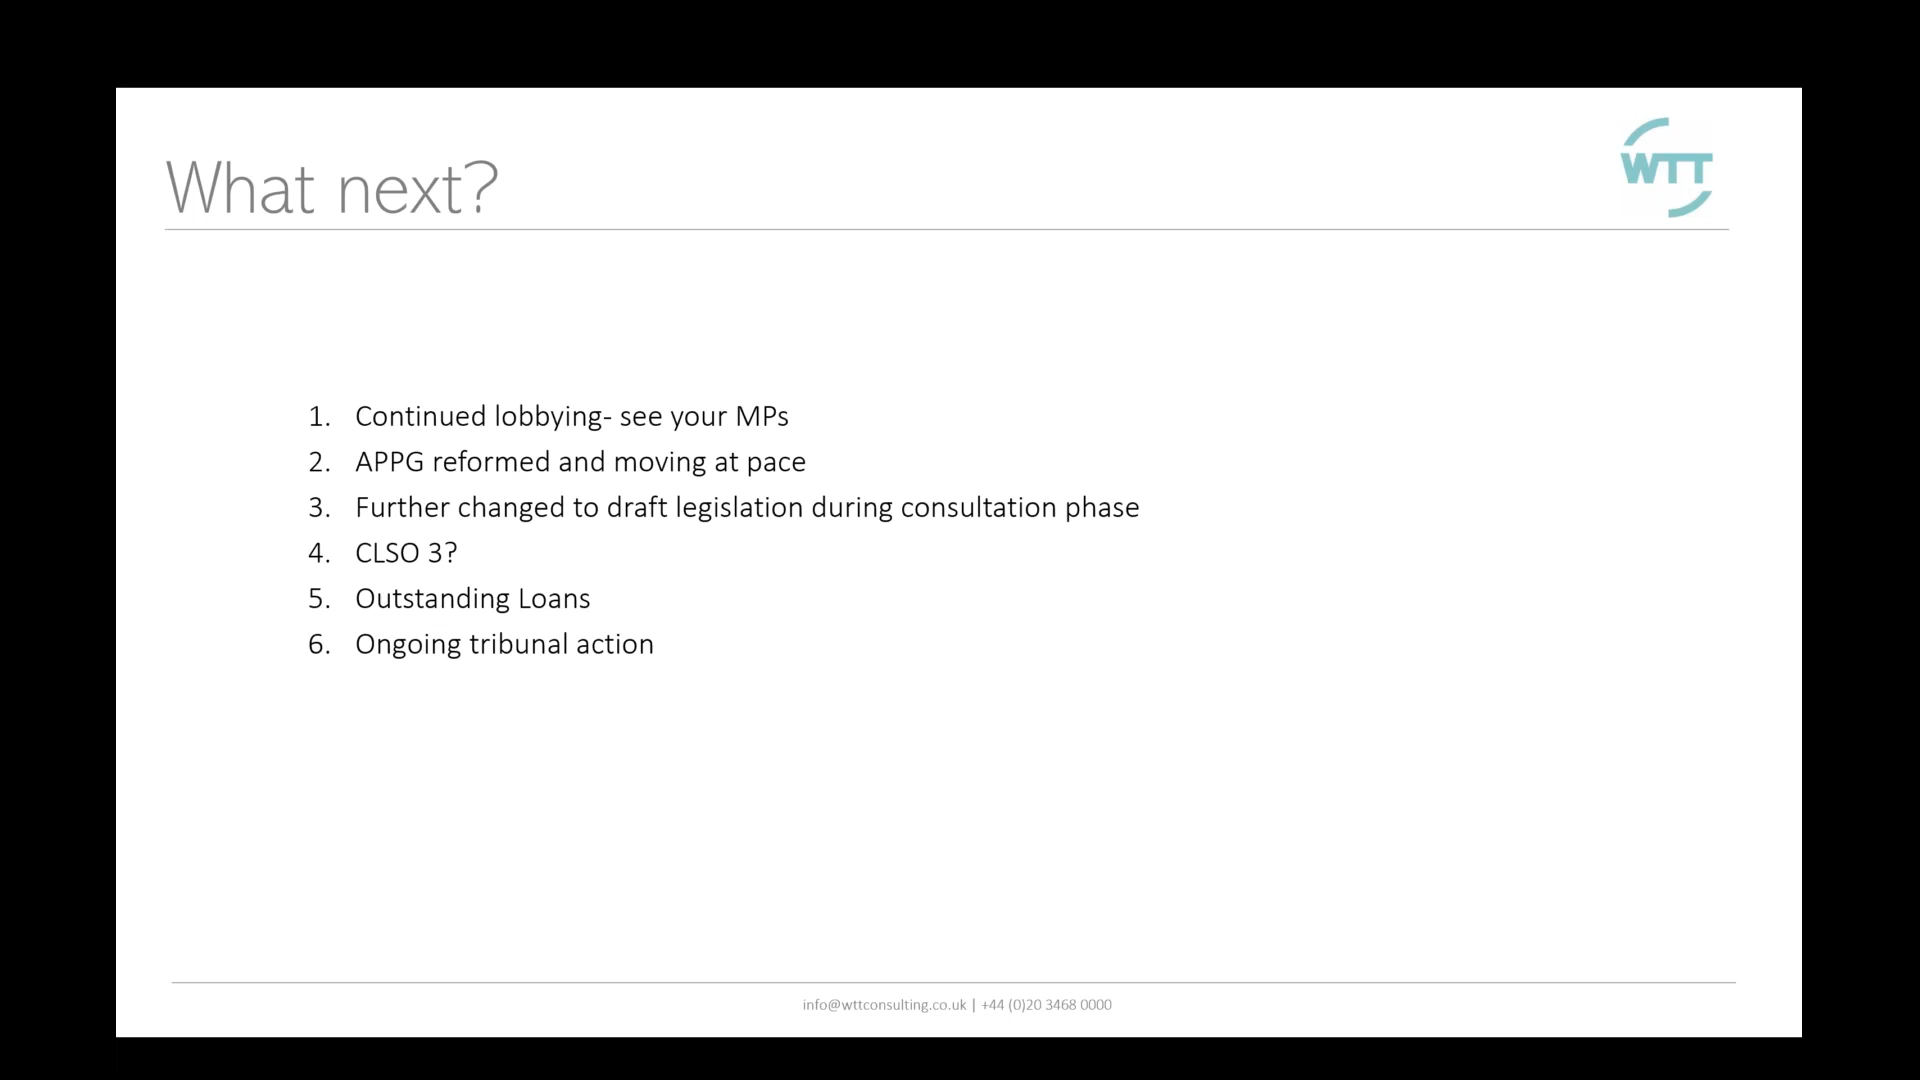 What next?
WTT
1. Continued lobbying- see your MPs
2. APPG reformed and moving at pace
3. Further changed to draft legislation during consultation phase
4. CLSO 3?
5. Outstanding Loans
6. Ongoing tribunal action
info@wttconsulting.co.uk | +44 (0)20 3468 0000